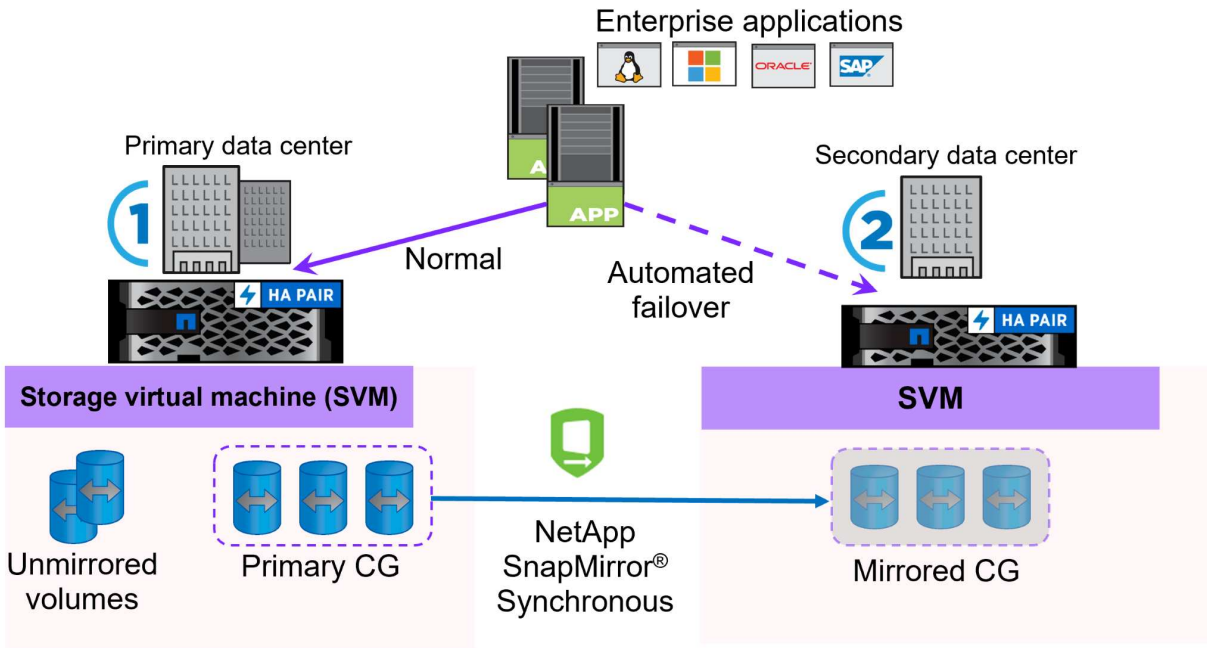 Enterprise applications
ORACLE
SAP
Primary data center
Secondary data center
1
2
A
APP
Normal
Automated
failover
HA PAIR
HA PAIR
Storage virtual machine (SVM)
SVM
Unmirrored
volumes
Primary CG
NetApp
SnapMirror®
Synchronous
Mirrored CG